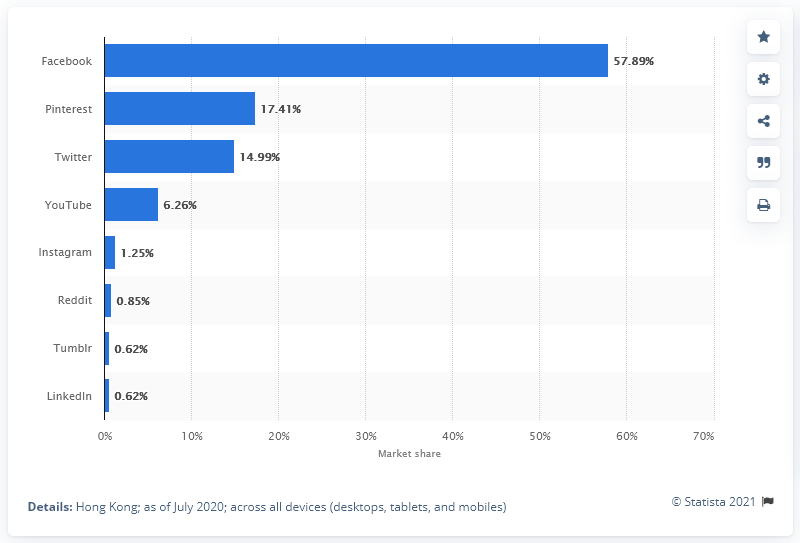 Facebook 57.89%
Pinterest 17.41%
Twitter 14.99%
YouTube 6.26%
Instagram 1.25%
Reddit 0.85%
Tumblr 0.62%
LinkedIn 0.62%
0% 10% 20% 30% 40% 50% 60% 70%
Market share
Details: Hong Kong; as of July 2020; across all devices (desktops, tablets, and mobiles)
© Statista 2021